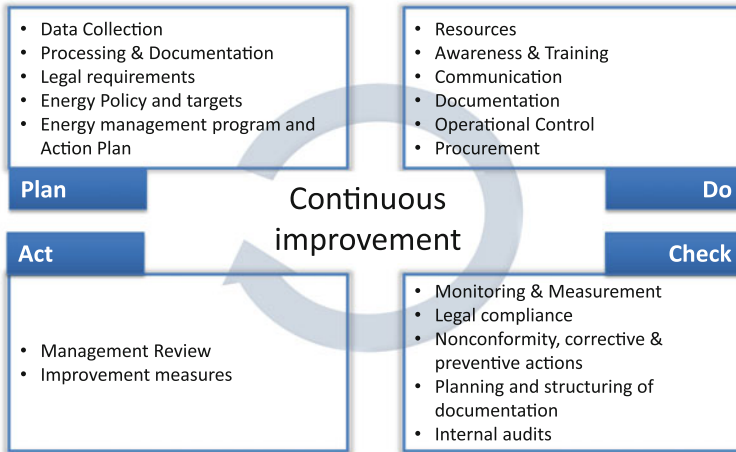 • Data Collection
• Processing & Documentation
• Legal requirements
• Energy Policy and targets
• Energy management program and
Action Plan
Plan
• Resources
• Awareness & Training
• Communication
• Documentation
• Operational Control
• Procurement
Do
Continuous
improvement
Act
• Management Review
• Improvement measures
Check
• Monitoring & Measurement
• Legal compliance
• Nonconformity, corrective &
preventive actions
• Planning and structuring of
documentation
• Internal audits